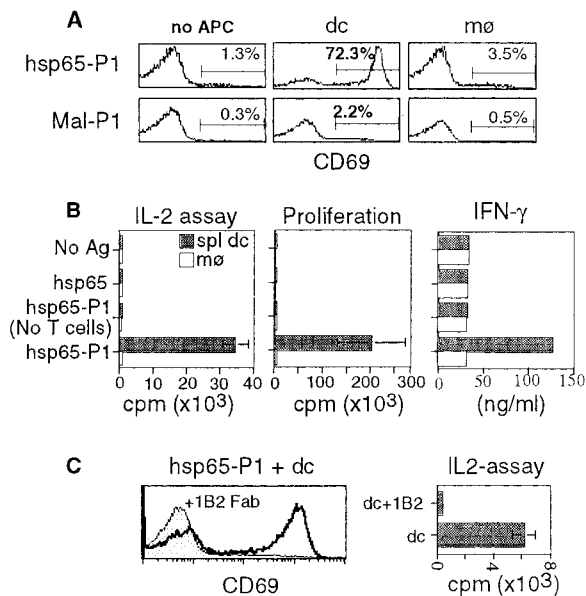 A
no APC dc mø
hsp65-P1 1.3% 72.3% 3.5%
Mal-P1 0.3% 2.2% 0.5%
CD69
B
IL-2 assay Proliferation IFN-γ
No Ag
hsp65
hsp65-P1
(No T cells)
hsp65-P1
spl dc
mø
0 10 20 30 40
cpm (x10³)
0 100 200 300
cpm (x10³)
0 50 100 150
(ng/ml)
C
hsp65-P1 + dc IL2-assay
+1B2 Fab
CD69
dc+1B2
dc
0 4 8
cpm (x10³)